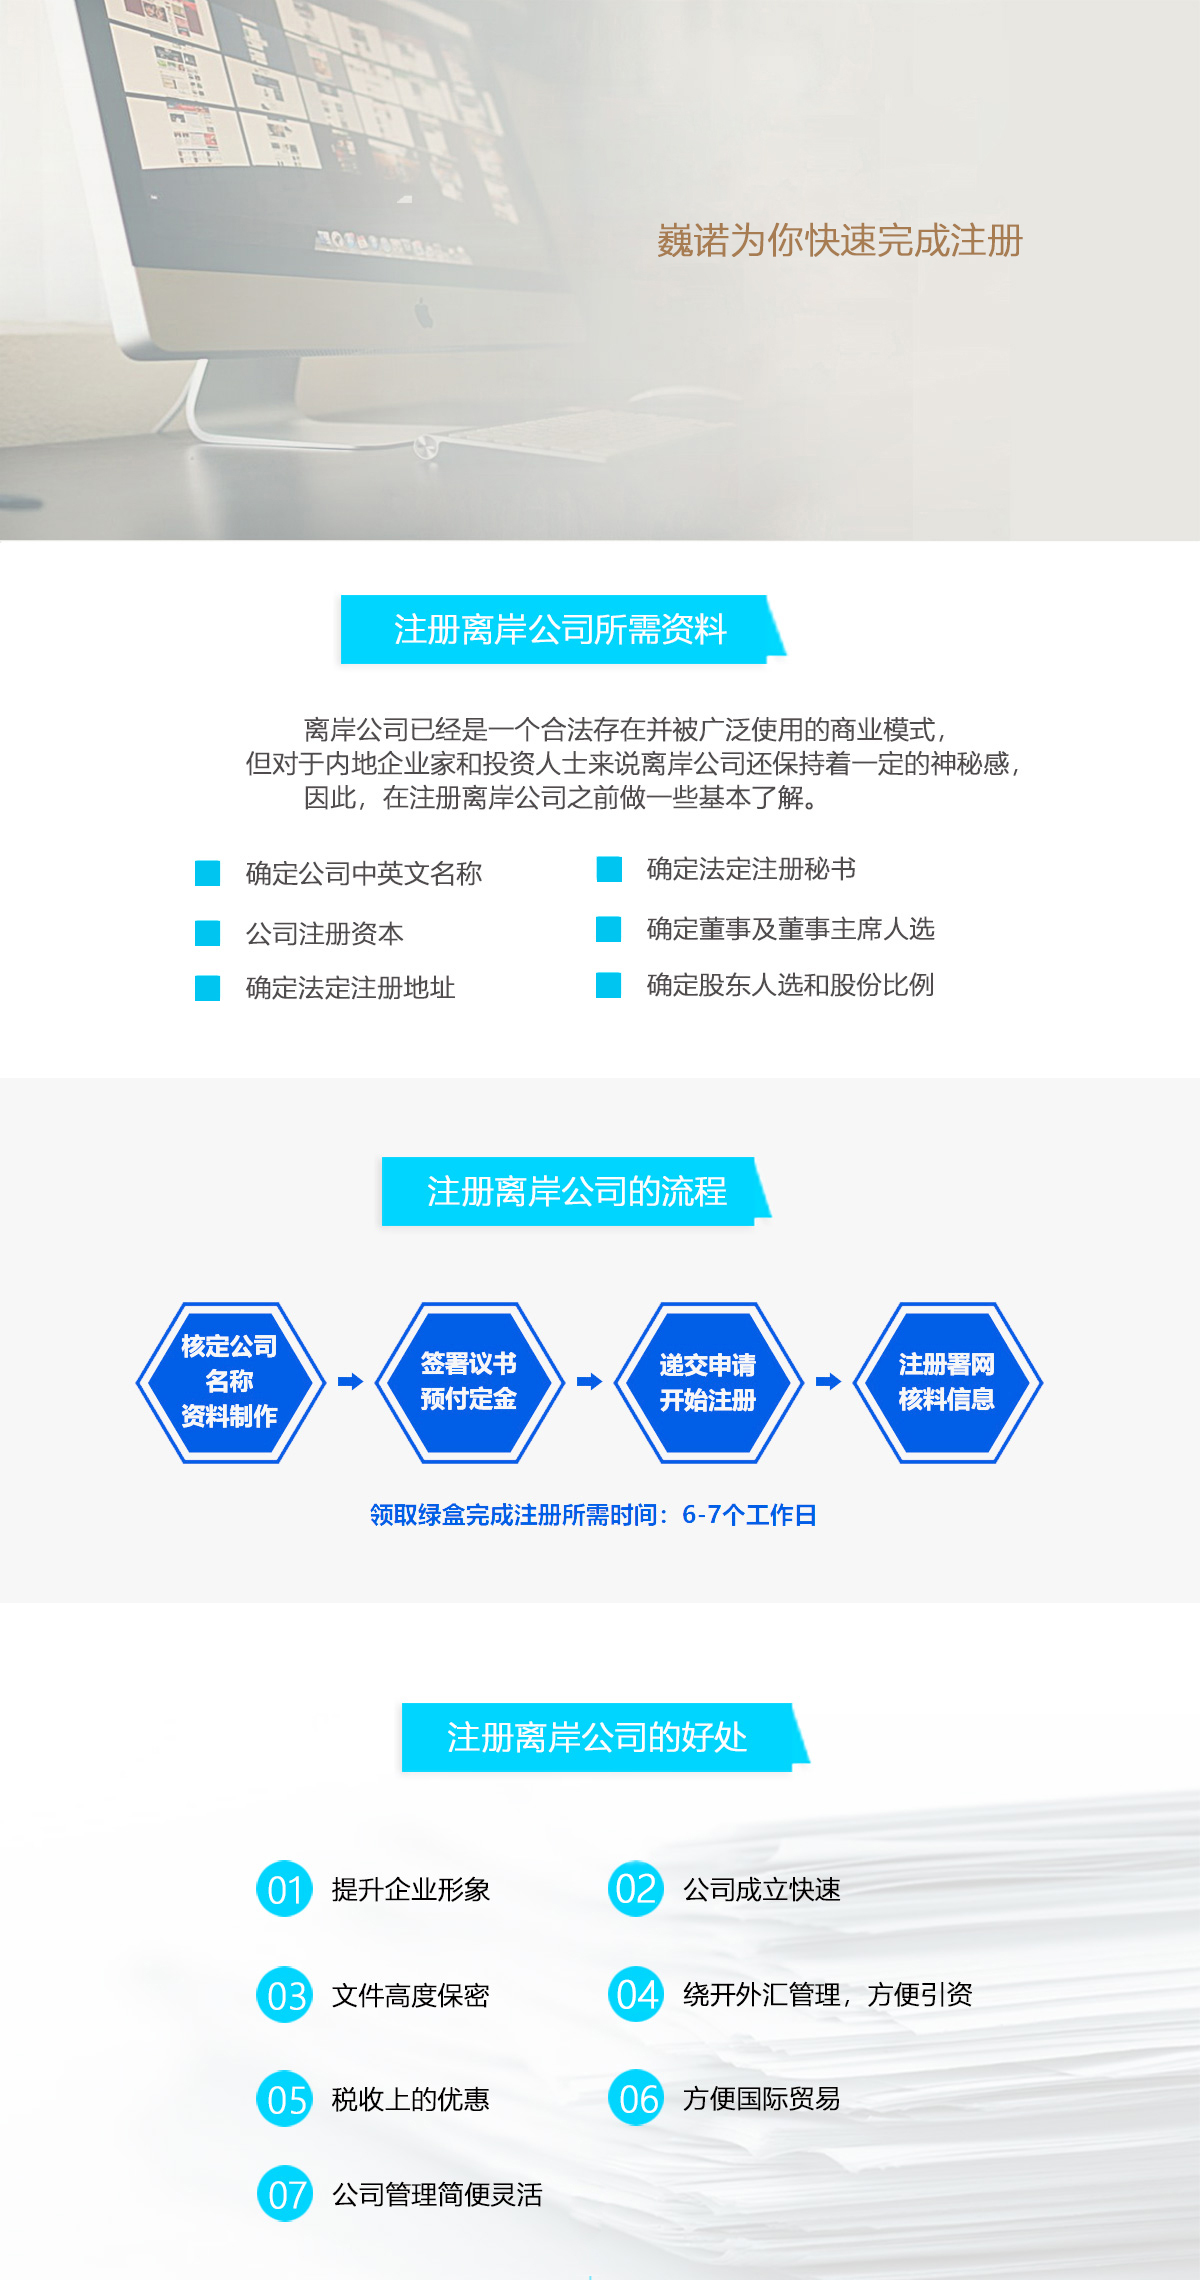 巍诺为你快速完成注册
注册离岸公司所需资料
离岸公司已经是一个合法存在并被广泛使用的商业模式，
但对于内地企业家和投资人士来说离岸公司还保持着一定的神秘感，
因此，在注册离岸公司之前做一些基本了解。
确定公司中英文名称
确定法定注册秘书
公司注册资本
确定董事及董事主席人选
确定法定注册地址
确定股东人选和股份比例
注册离岸公司的流程
核定公司
名称
资料制作
签署议书
预付定金
递交申请
开始注册
注册署网
核料信息
领取绿盒完成注册所需时间：6-7个工作日
注册离岸公司的好处
01 提升企业形象
02 公司成立快速
03 文件高度保密
04 绕开外汇管理，方便引资
05 税收上的优惠
06 方便国际贸易
07 公司管理简便灵活